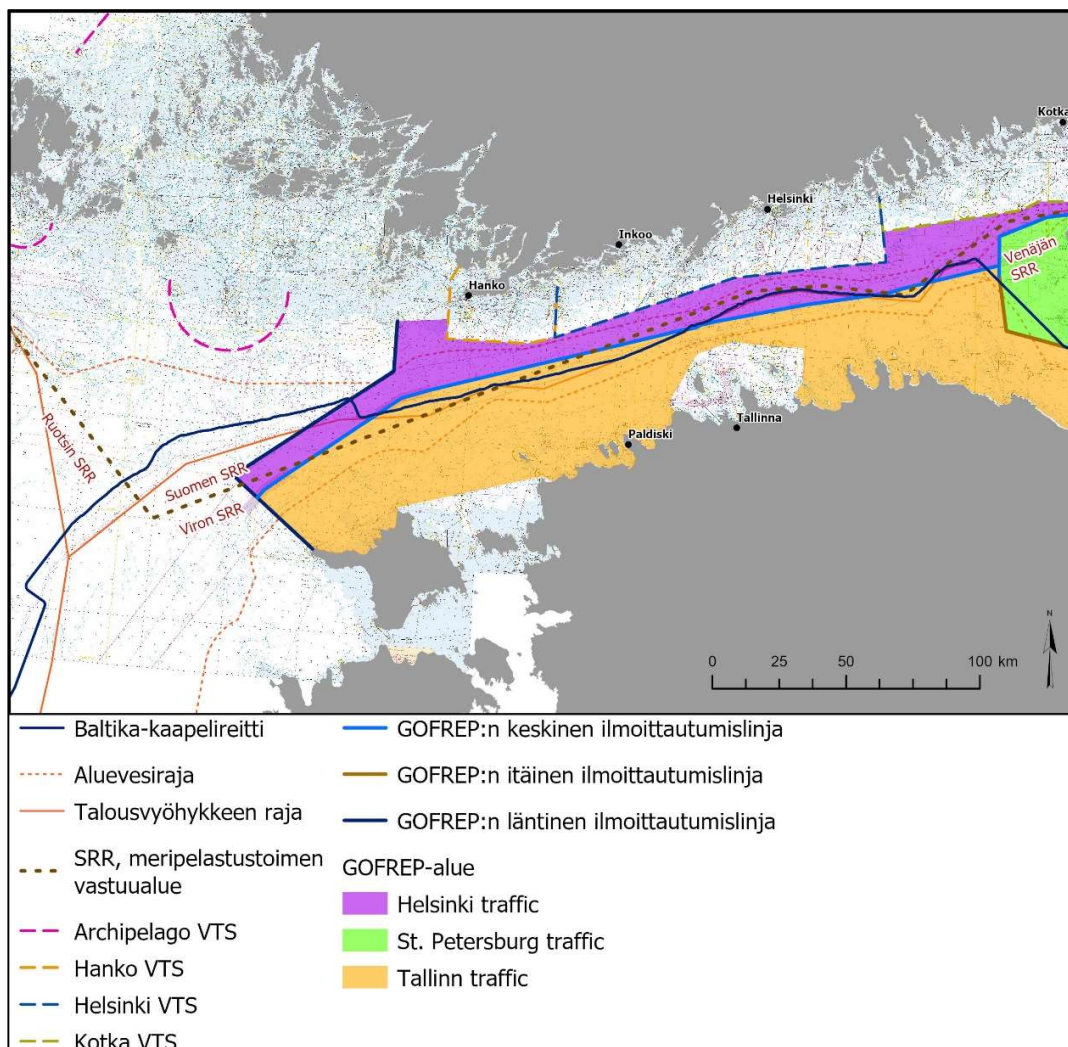 Kotka
Helsinki
Inkoo
Venäjän
SRR
Hanko
Tallinna
Paldiski
Ruotsin SRR
Suomen SRR
Viron SRR
N
0 25 50 100 km
Baltika-kaapelireitti
Aluevesiraja
Talousvyöhykkeen raja
SRR, meripelastustoimen
vastuualue
Archipelago VTS
Hanko VTS
Helsinki VTS
Kotka VTS
GOFREP:n keskinen ilmoittautumislinja
GOFREP:n itäinen ilmoittautumislinja
GOFREP:n läntinen ilmoittautumislinja
GOFREP-alue
Helsinki traffic
St. Petersburg traffic
Tallinn traffic